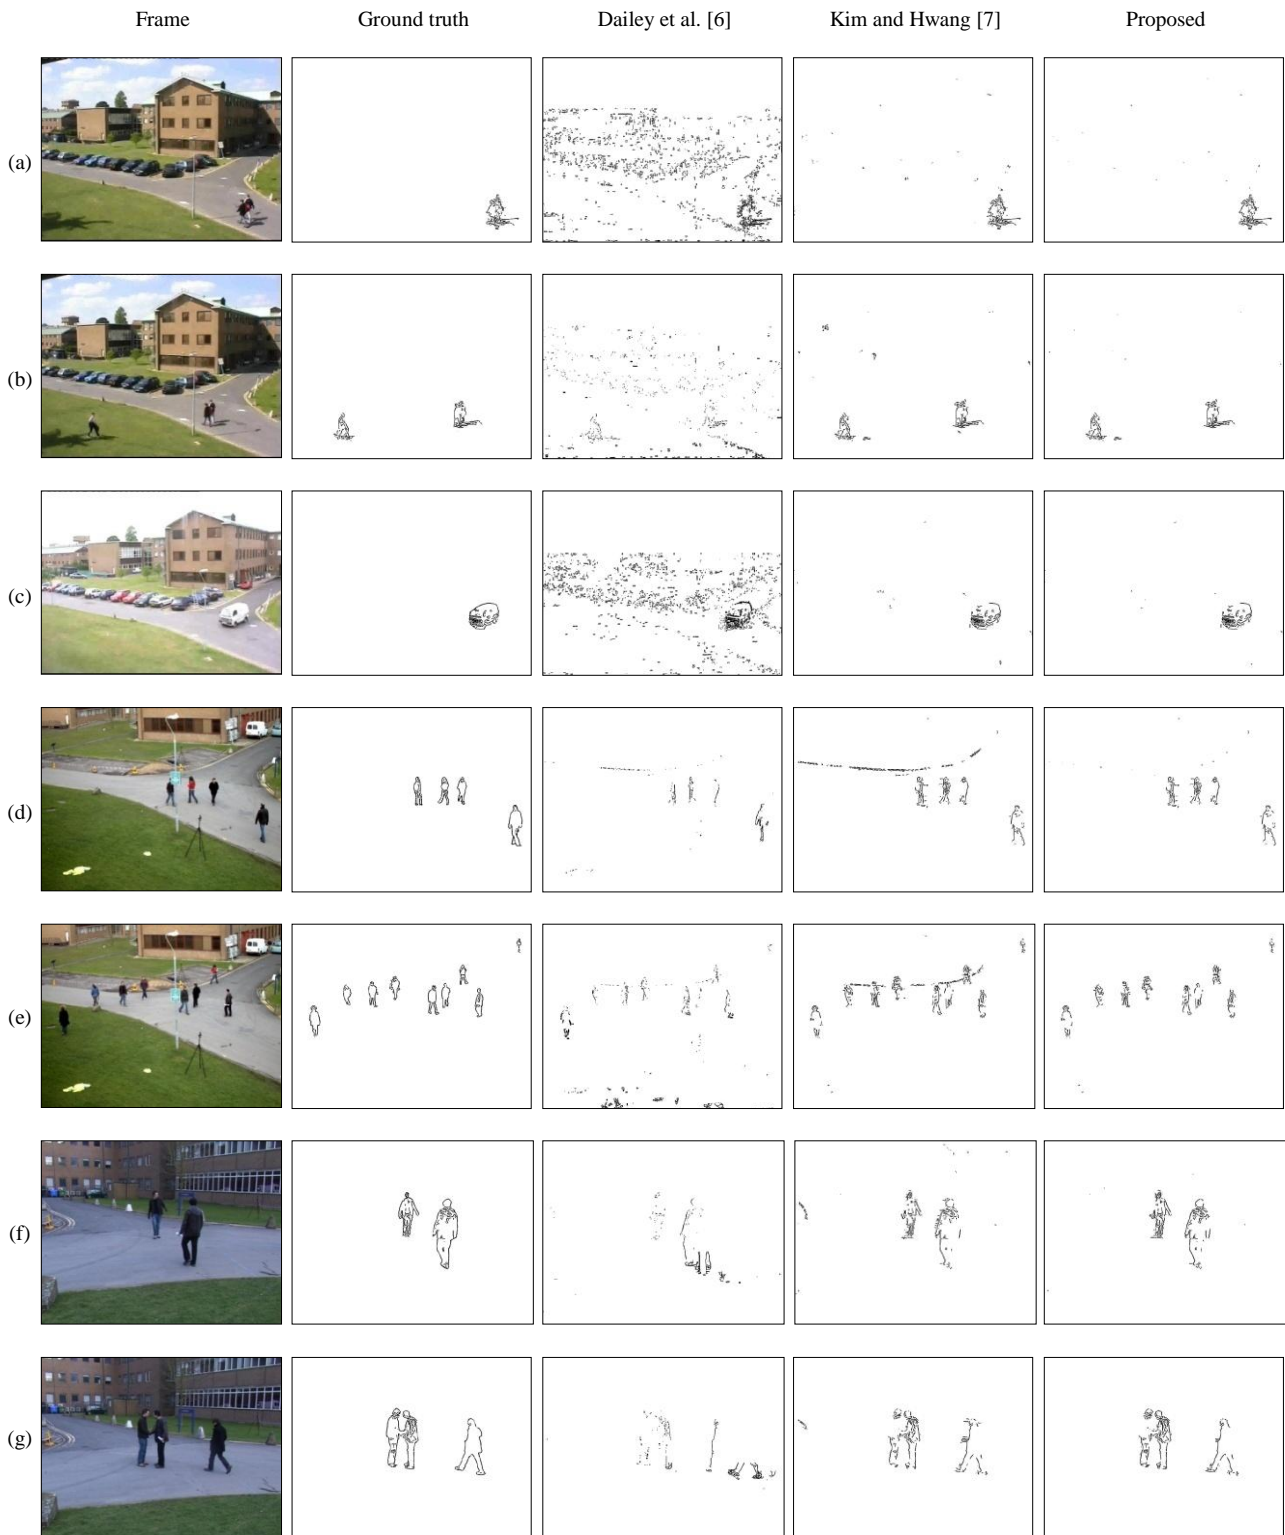 Frame Ground truth Dailey et al. [6] Kim and Hwang [7] Proposed
(a)
(b)
(c)
(d)
(e)
(f)
(g)